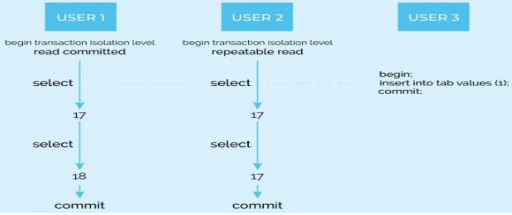 USER 1
begin transaction isolation level
read committed
select
17
select
18
commit
USER 2
begin transaction isolation level
repeatable read
select
17
select
17
commit
USER 3
begin;
insert into tab values (1);
commit;